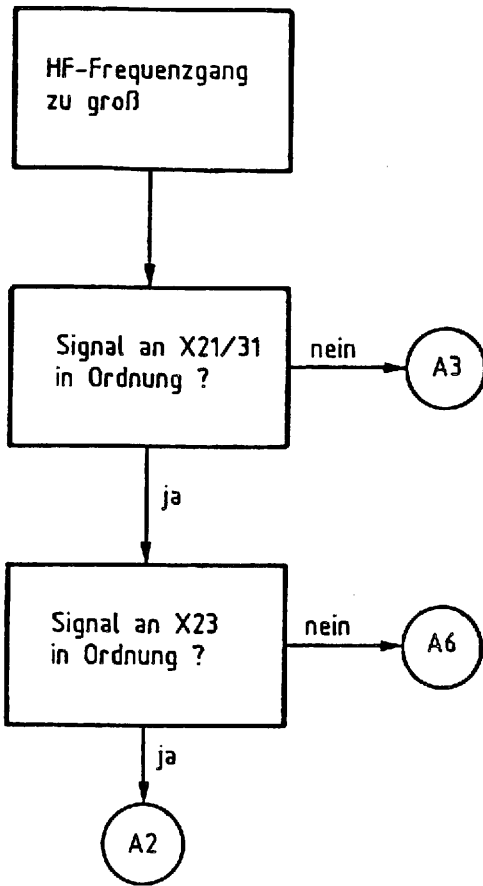 HF-Frequenzgang
zu groß
Signal an X21/31
in Ordnung ?
nein
A3
ja
Signal an X23
in Ordnung ?
nein
A6
ja
A2